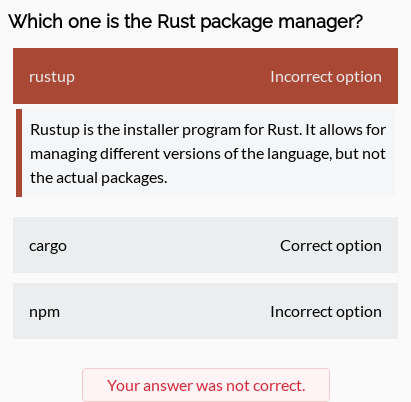 Which one is the Rust package manager?
rustup Incorrect option
Rustup is the installer program for Rust. It allows for
managing different versions of the language, but not
the actual packages.
cargo Correct option
npm Incorrect option
Your answer was not correct.